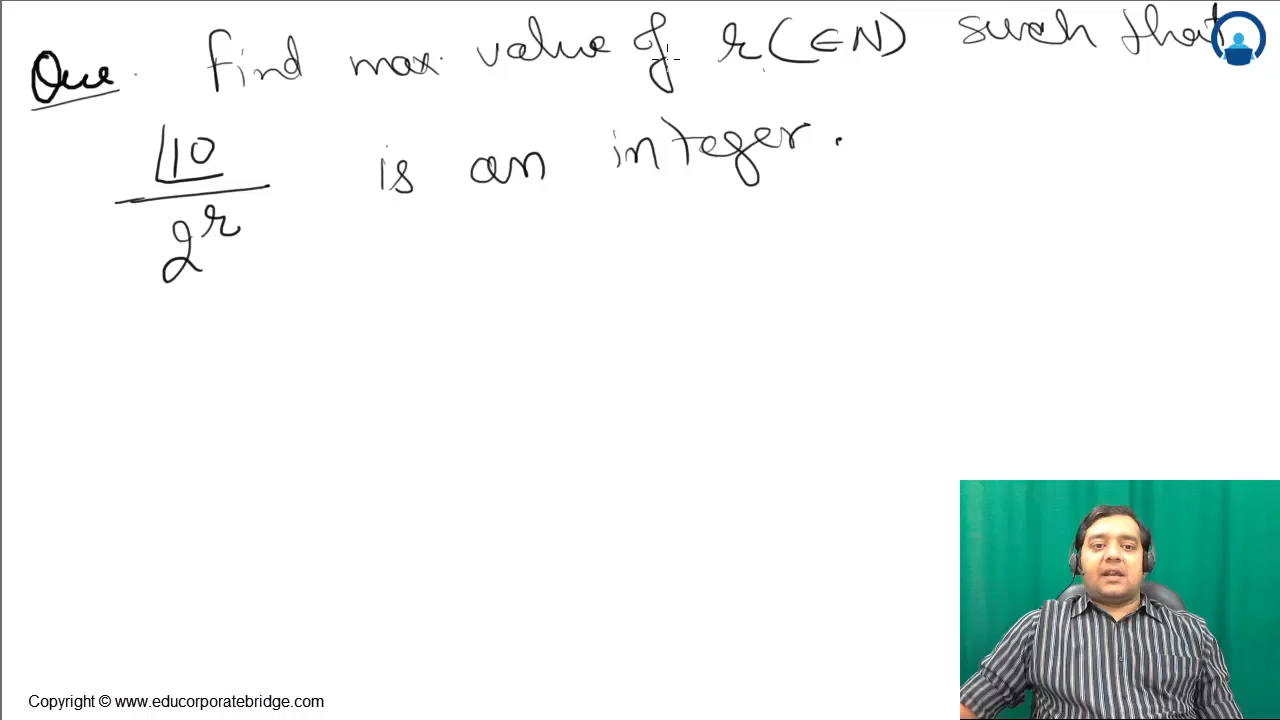 Que. Find max. value of r (∈N) such that
⌊10
2^r
is an integer.
Copyright © www.educorporatebridge.com